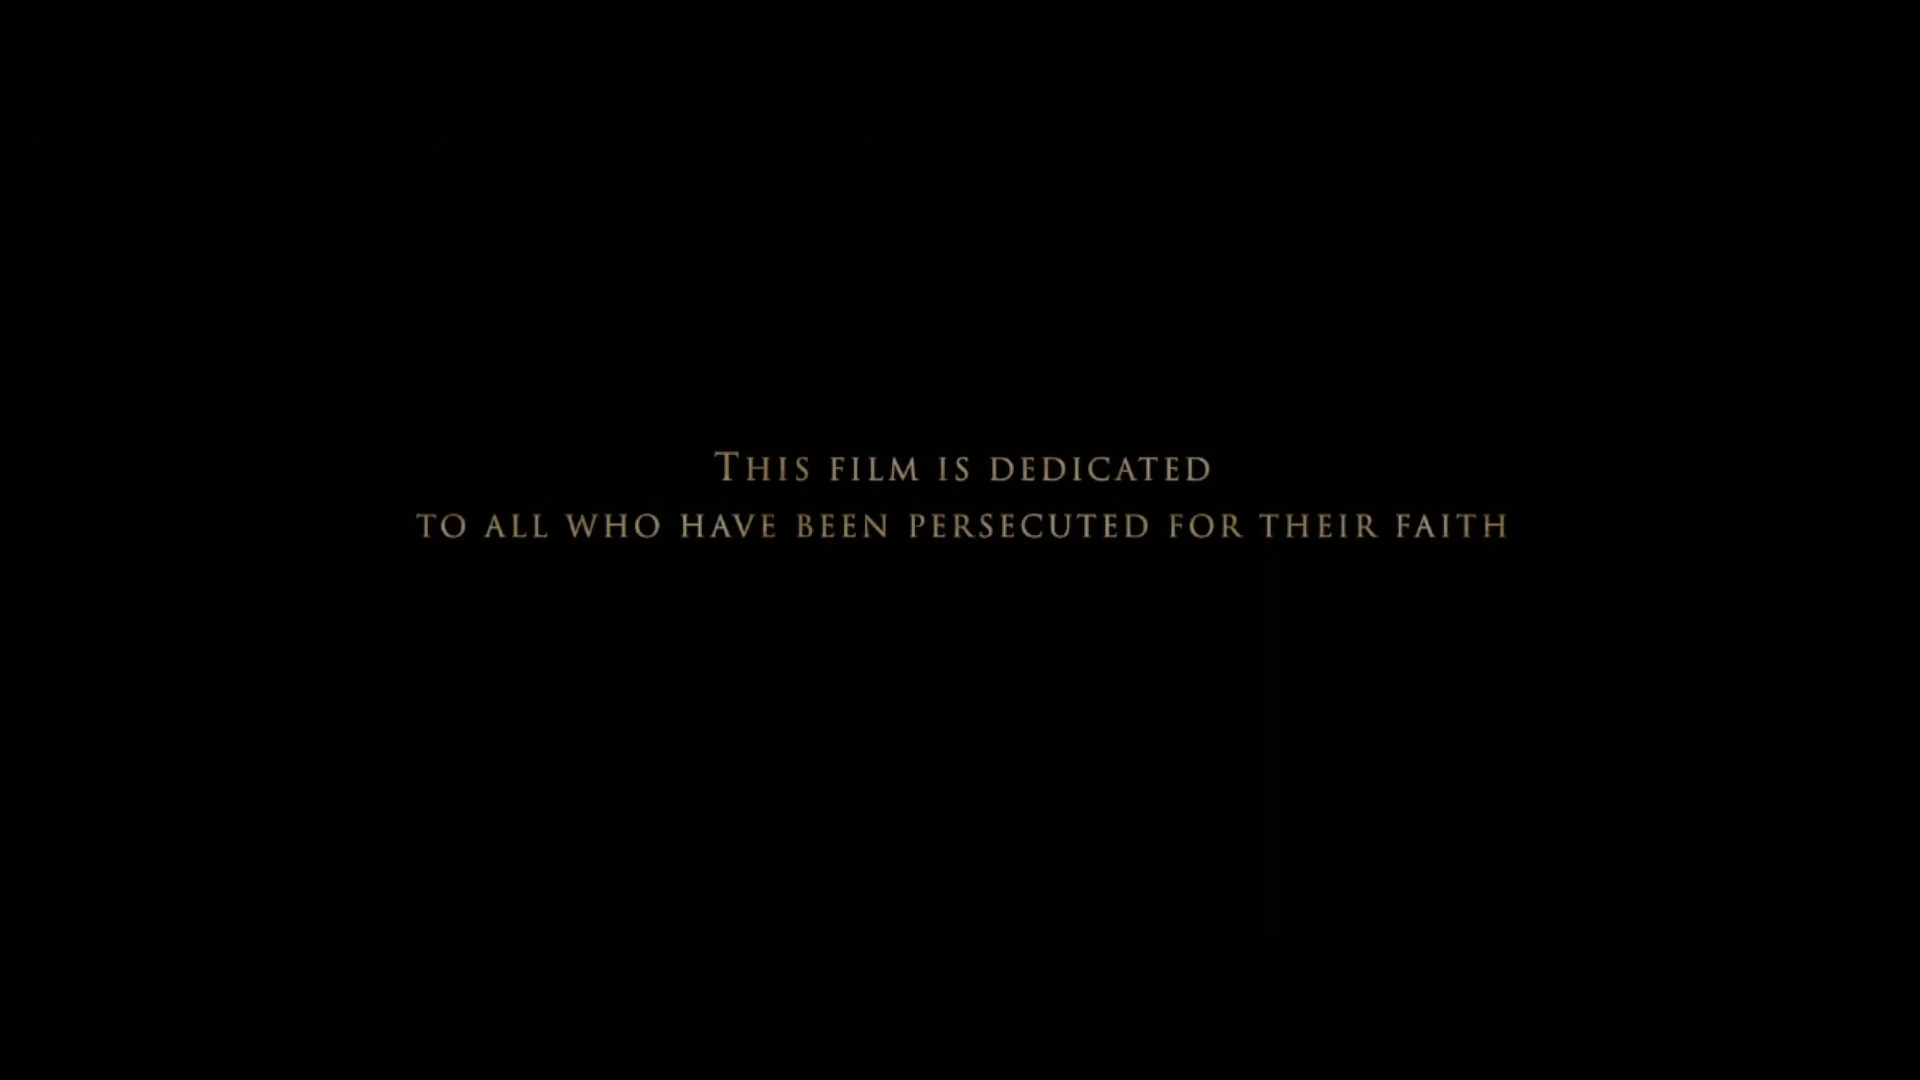 THIS FILM IS DEDICATED
TO ALL WHO HAVE BEEN PERSECUTED FOR THEIR FAITH